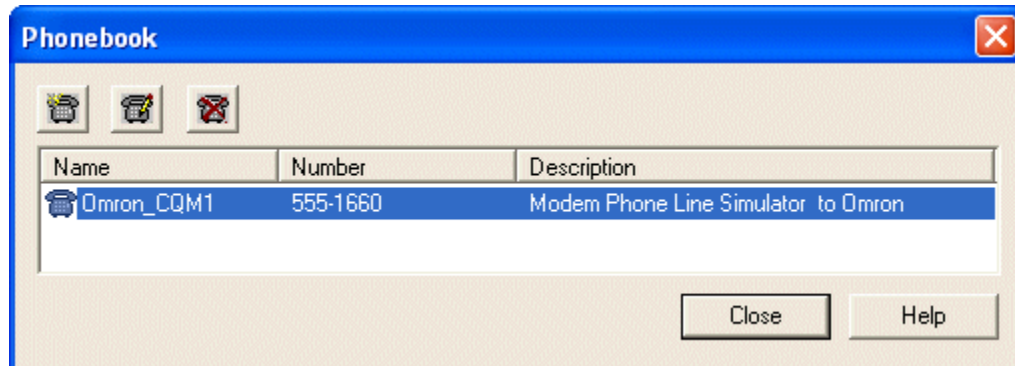 Phonebook
Name Number Description
Omron_CQM1 555-1660 Modem Phone Line Simulator to Omron
Close Help